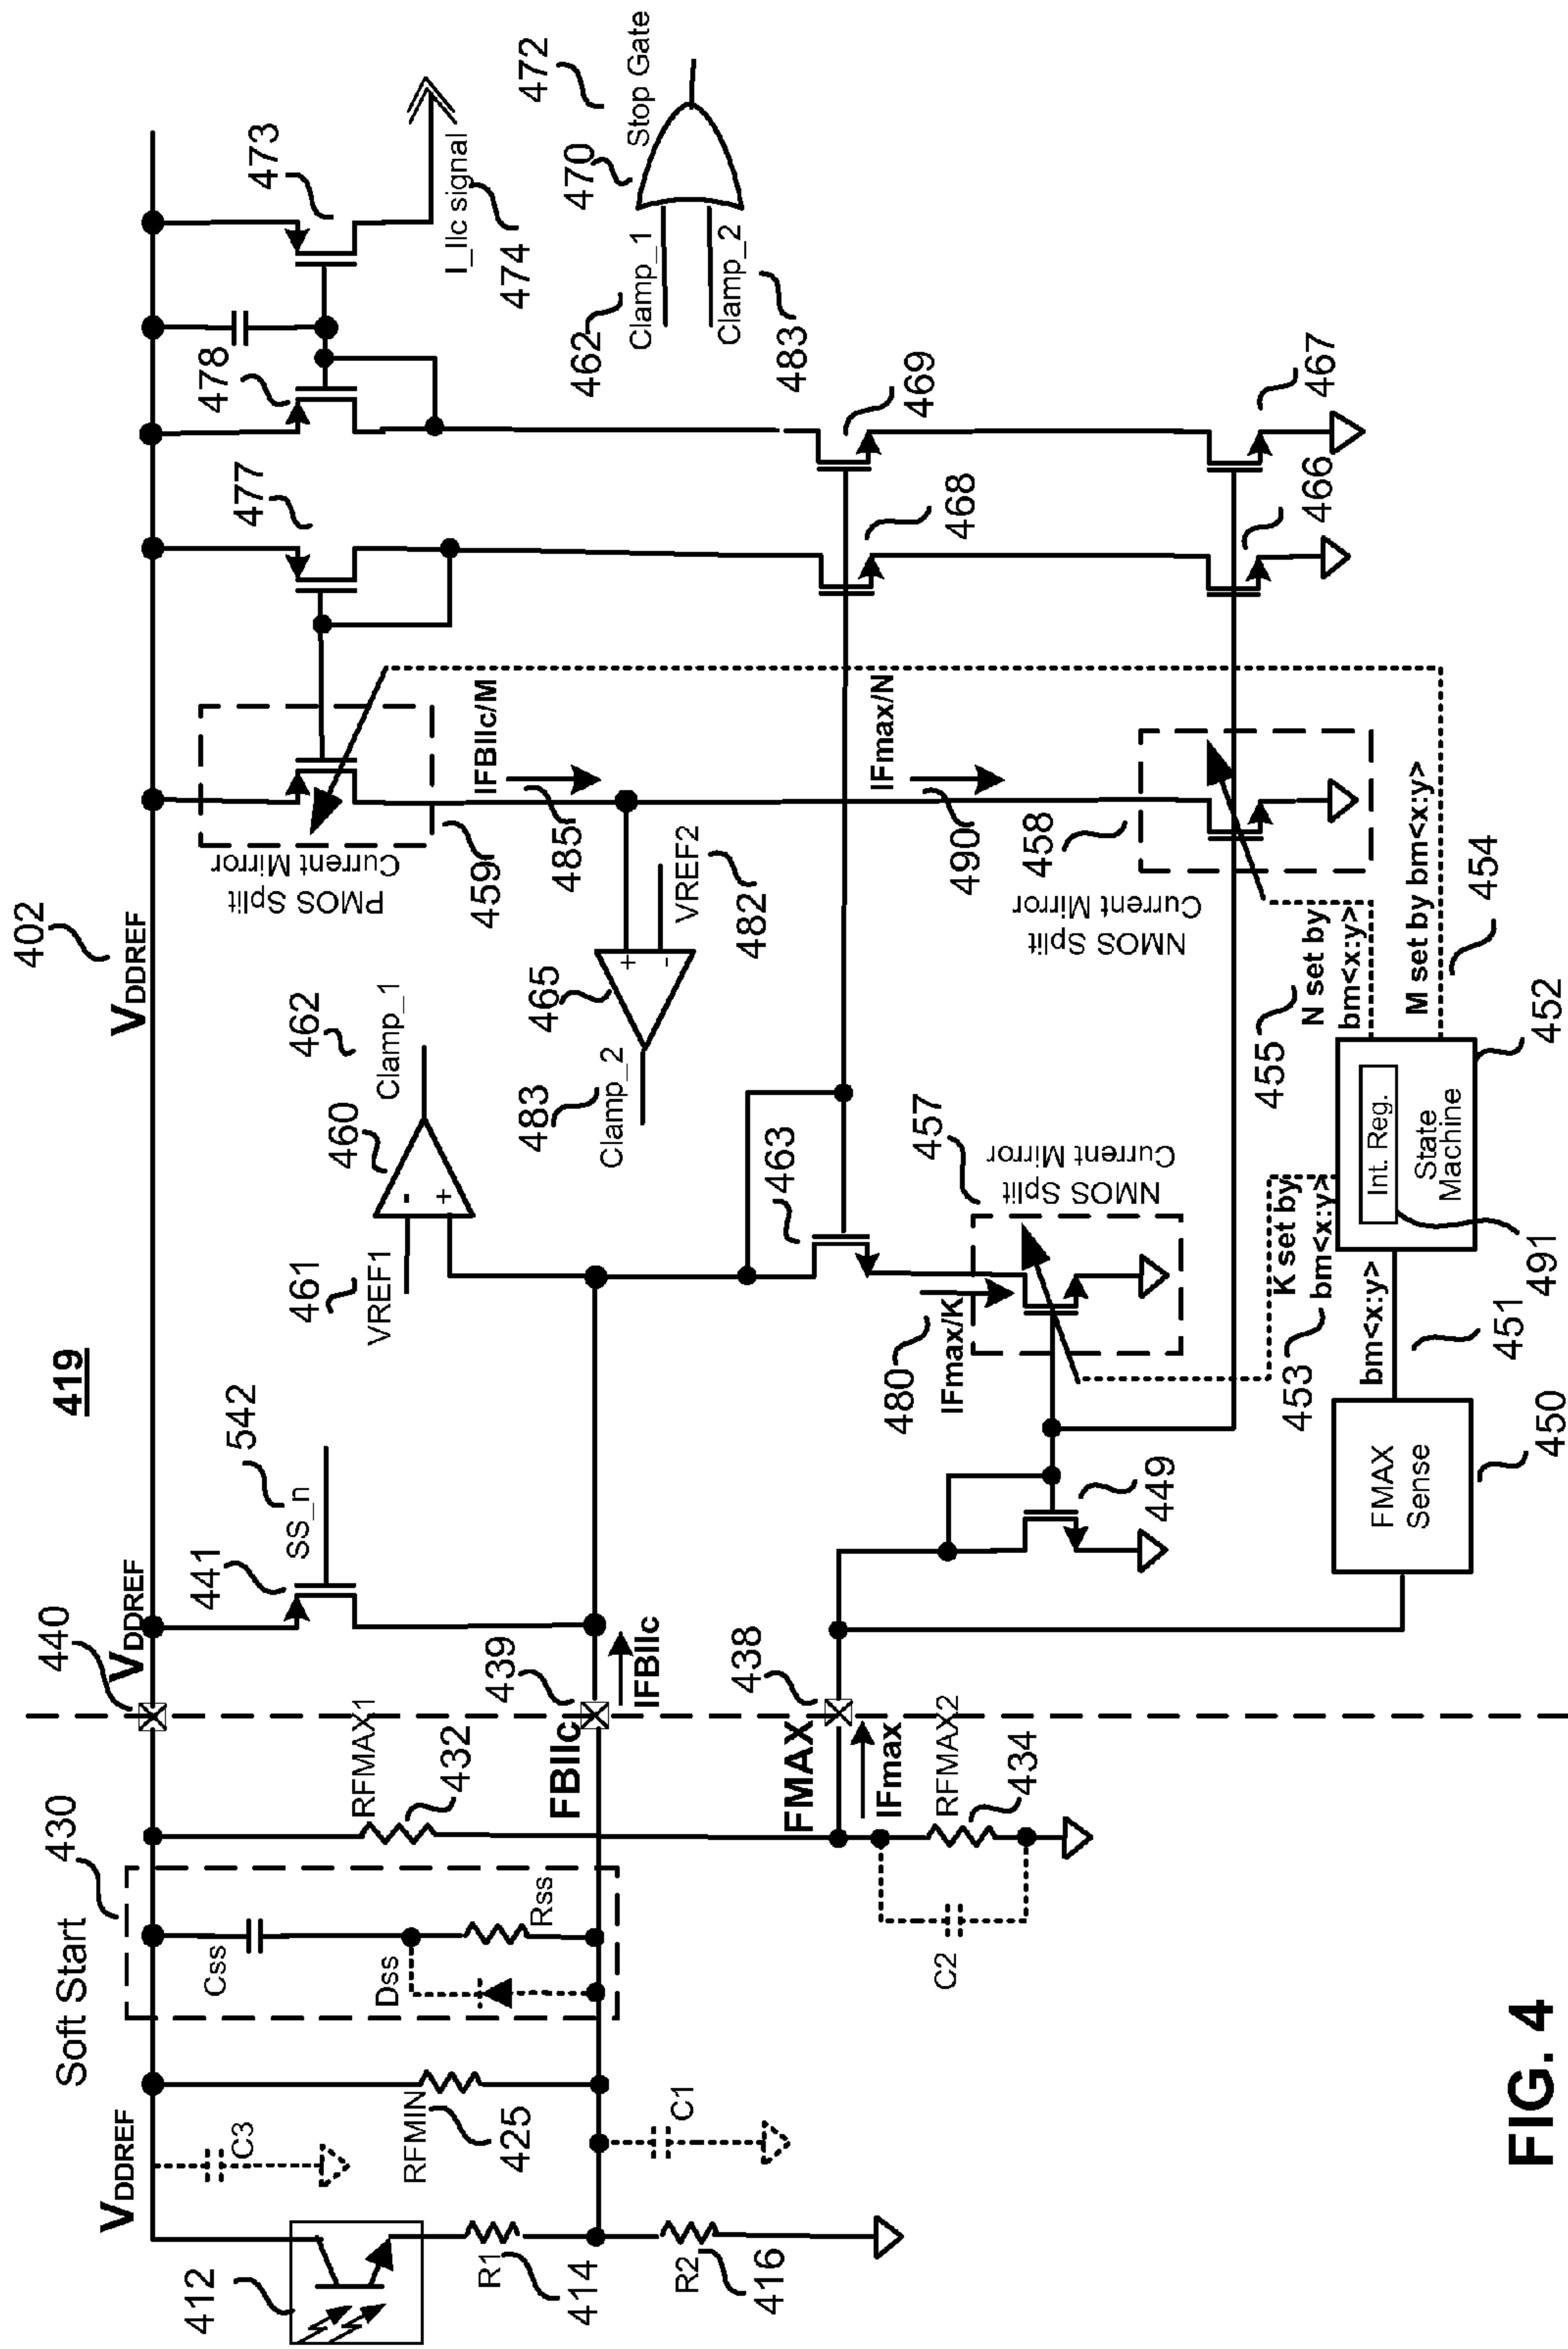 419
402
VDDREF
440
VDDREF
VDDREF
Soft Start
430
412
C3
RFMIN
425
R1
414
R2
416
C1
Css
Dss
Rss
RFMAX1
432
FBIIc
439
IFBIIc
FMAX
438
IFmax
RFMAX2
434
C2
441
SS_n
542
461
VREF1
-
+
460
462
Clamp_1
483
Clamp_2
465
+
-
VREF2
482
PMOS Split
Current Mirror
459
IFBIIc/M
485
477
478
473
I_IIc signal
474
472
Stop Gate
470
462
Clamp_1
Clamp_2
483
463
468
469
IFmax/N
490
458
NMOS Split
Current Mirror
466
467
480
IFmax/K
457
NMOS Split
Current Mirror
449
453
K set by
bm<x:y>
455
N set by
bm<x:y>
M set by bm<x:y>
454
FMAX
Sense
450
bm<x:y>
451
Int. Reg.
State
Machine
452
491
FIG. 4